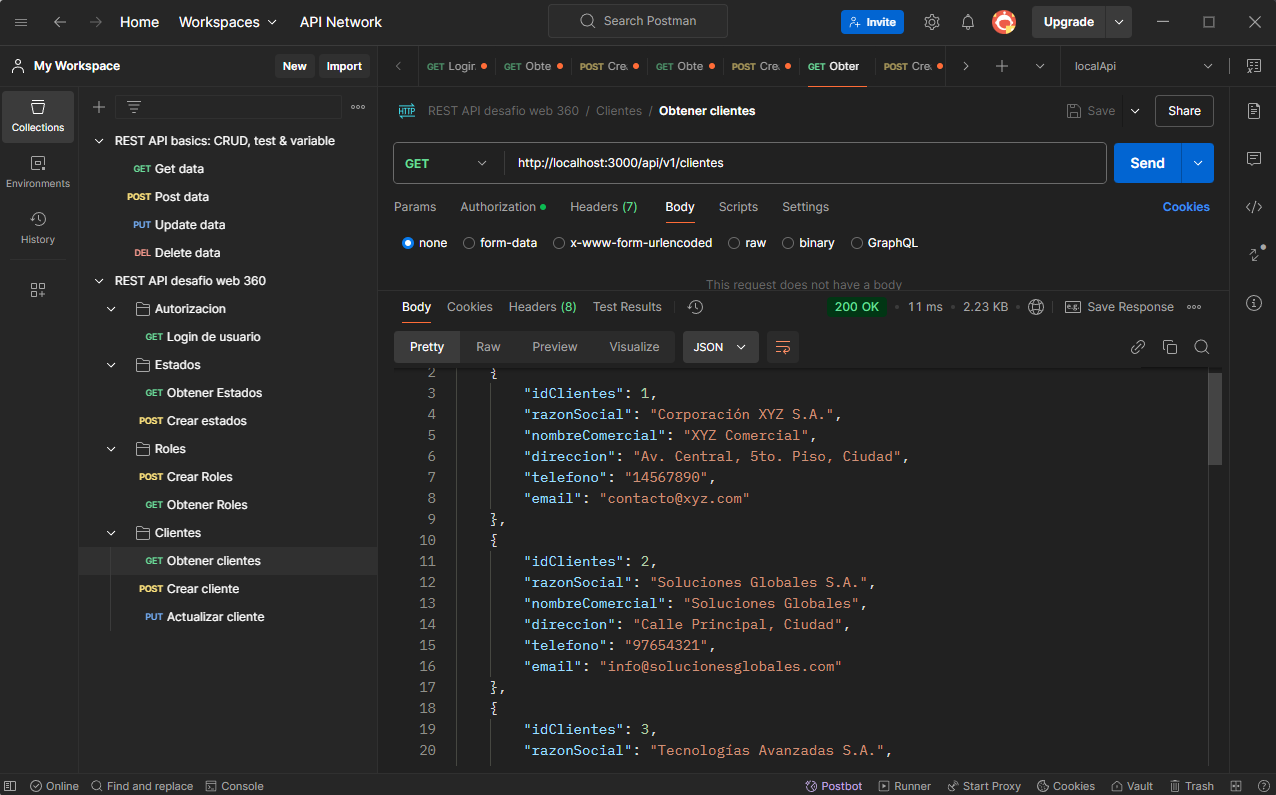 Home Workspaces API Network Search Postman Invite Upgrade
My Workspace New Import
GET Login GET Obte POST Cre GET Obte POST Cre GET Obter POST Cre localApi
Collections
Environments
History
REST API basics: CRUD, test & variable
GET Get data
POST Post data
PUT Update data
DEL Delete data
REST API desafio web 360
Autorizacion
GET Login de usuario
Estados
GET Obtener Estados
POST Crear estados
Roles
POST Crear Roles
GET Obtener Roles
Clientes
GET Obtener clientes
POST Crear cliente
PUT Actualizar cliente
HTTP REST API desafio web 360 / Clientes / Obtener clientes Save Share
GET http://localhost:3000/api/v1/clientes Send
Params Authorization Headers (7) Body Scripts Settings Cookies
none form-data x-www-form-urlencoded raw binary GraphQL
This request does not have a body
Body Cookies Headers (8) Test Results 200 OK 11 ms 2.23 KB e.g. Save Response
Pretty Raw Preview Visualize JSON
2 {
3 "idClientes": 1,
4 "razonSocial": "Corporación XYZ S.A.",
5 "nombreComercial": "XYZ Comercial",
6 "direccion": "Av. Central, 5to. Piso, Ciudad",
7 "telefono": "14567890",
8 "email": "contacto@xyz.com"
9 },
10 {
11 "idClientes": 2,
12 "razonSocial": "Soluciones Globales S.A.",
13 "nombreComercial": "Soluciones Globales",
14 "direccion": "Calle Principal, Ciudad",
15 "telefono": "97654321",
16 "email": "info@solucionesglobales.com"
17 },
18 {
19 "idClientes": 3,
20 "razonSocial": "Tecnologías Avanzadas S.A.",
Online Find and replace Console Postbot Runner Start Proxy Cookies Vault Trash